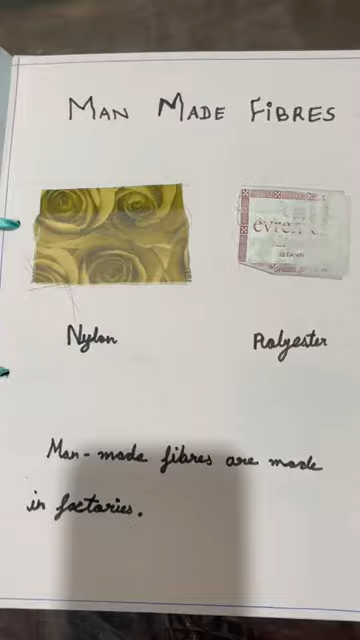 MAN MADE FIBRES
Nylon
Polyester
Man-made fibres are made
in factories.